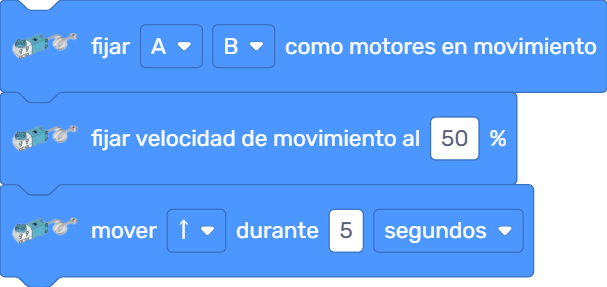 fijar A B como motores en movimiento
fijar velocidad de movimiento al 50 %
mover ↑ durante 5 segundos